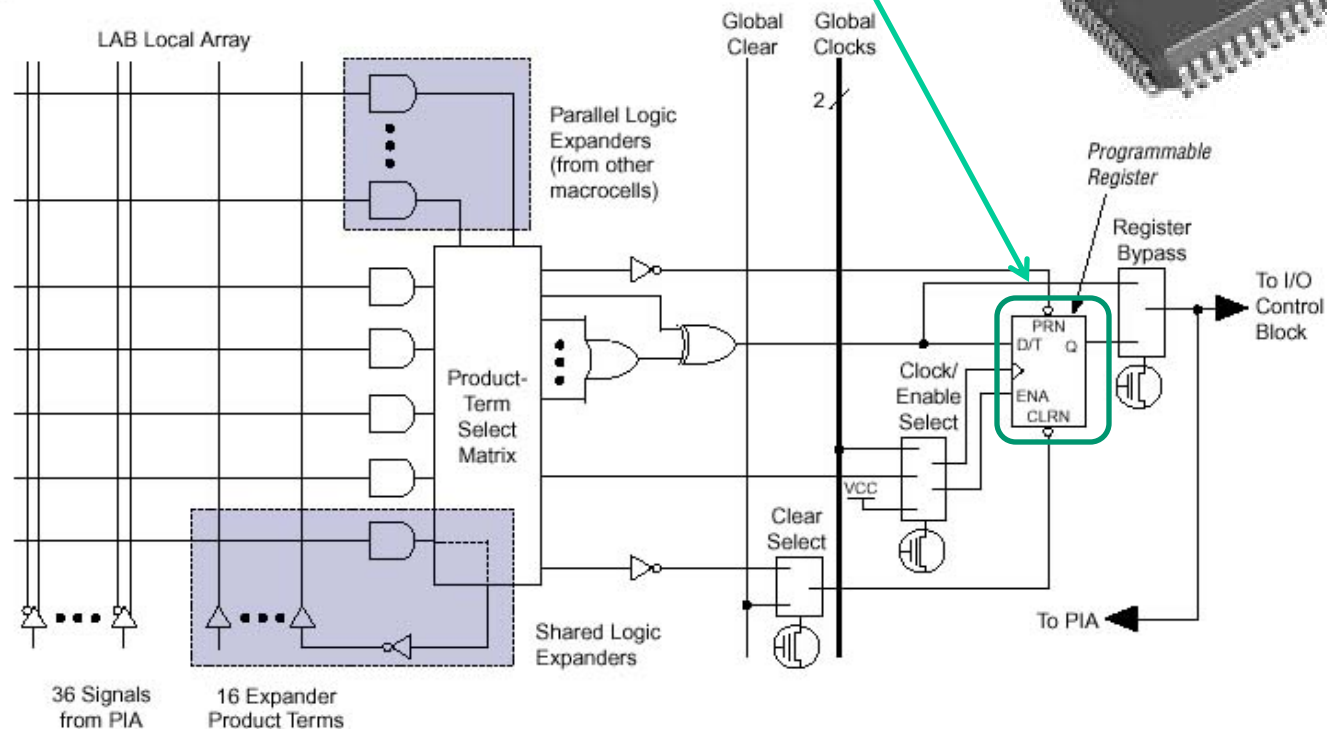 LAB Local Array
Global
Clear
Global
Clocks
2
Parallel Logic
Expanders
(from other
macrocells)
Programmable
Register
Register
Bypass
To I/O
Control
Block
PRN
D/T
Q
ENA
CLRN
Clock/
Enable
Select
Product-
Term
Select
Matrix
VCC
Clear
Select
To PIA
Shared Logic
Expanders
36 Signals
from PIA
16 Expander
Product Terms